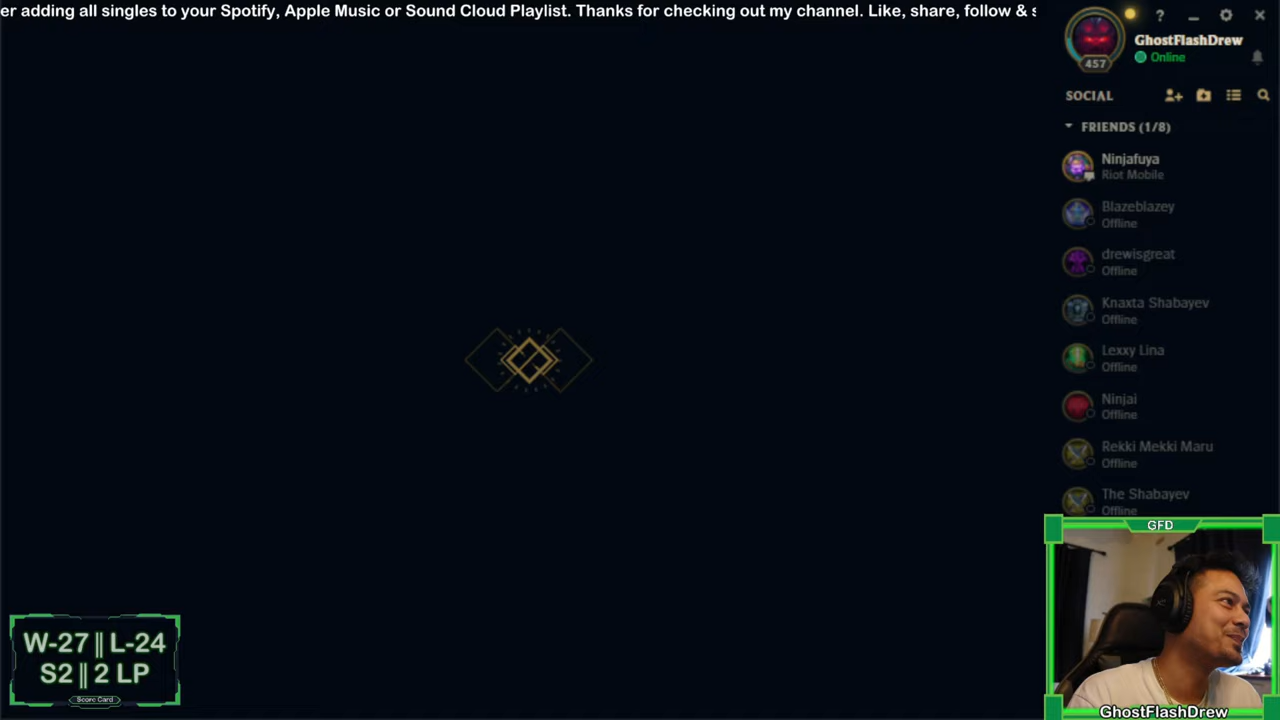 er adding all singles to your Spotify, Apple Music or Sound Cloud Playlist. Thanks for checking out my channel. Like, share, follow & s
?
GhostFlashDrew
457
Online
SOCIAL
FRIENDS (1/8)
Ninjafuya
Riot Mobile
Blazeblazey
Offline
drewisgreat
Offline
Knaxta Shabayev
Offline
Lexxy Lina
Offline
Ninjai
Offline
Rekki Mekki Maru
Offline
The Shabayev
Offline
GFD
W-27 || L-24
S2 || 2 LP
Score Card
GhostFlashDrew